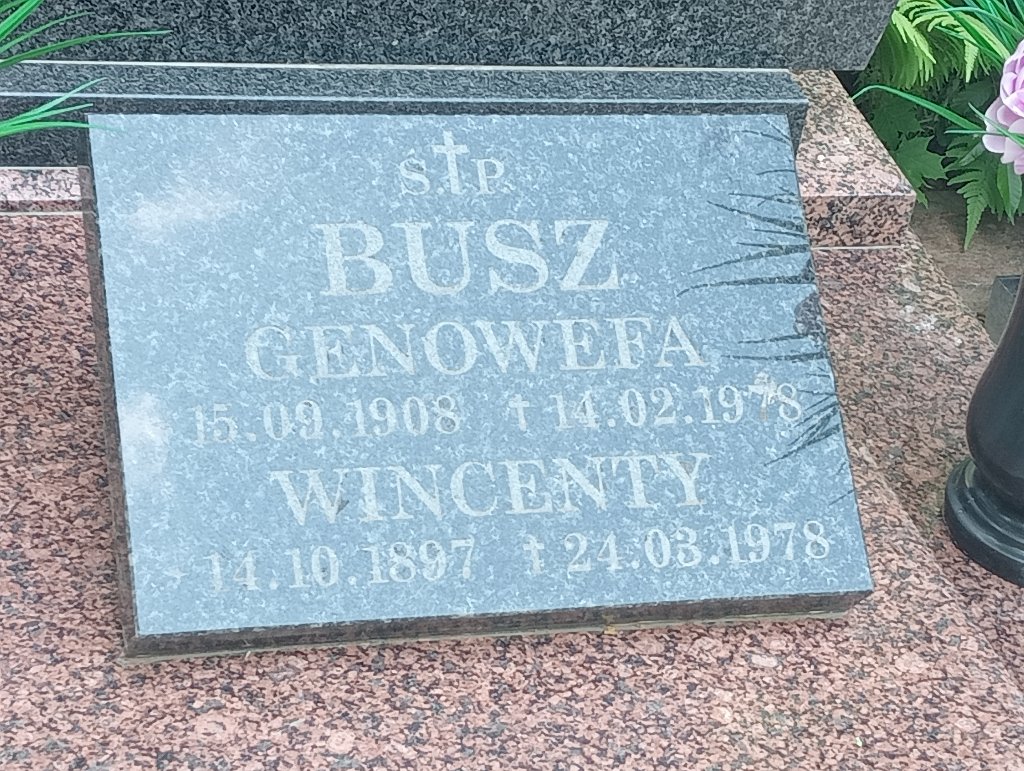 Ś. † P.
BUSZ
GENOWEFA
15.09.1908 † 14.02.1978
WINCENTY
14.10.1897 † 24.03.1978